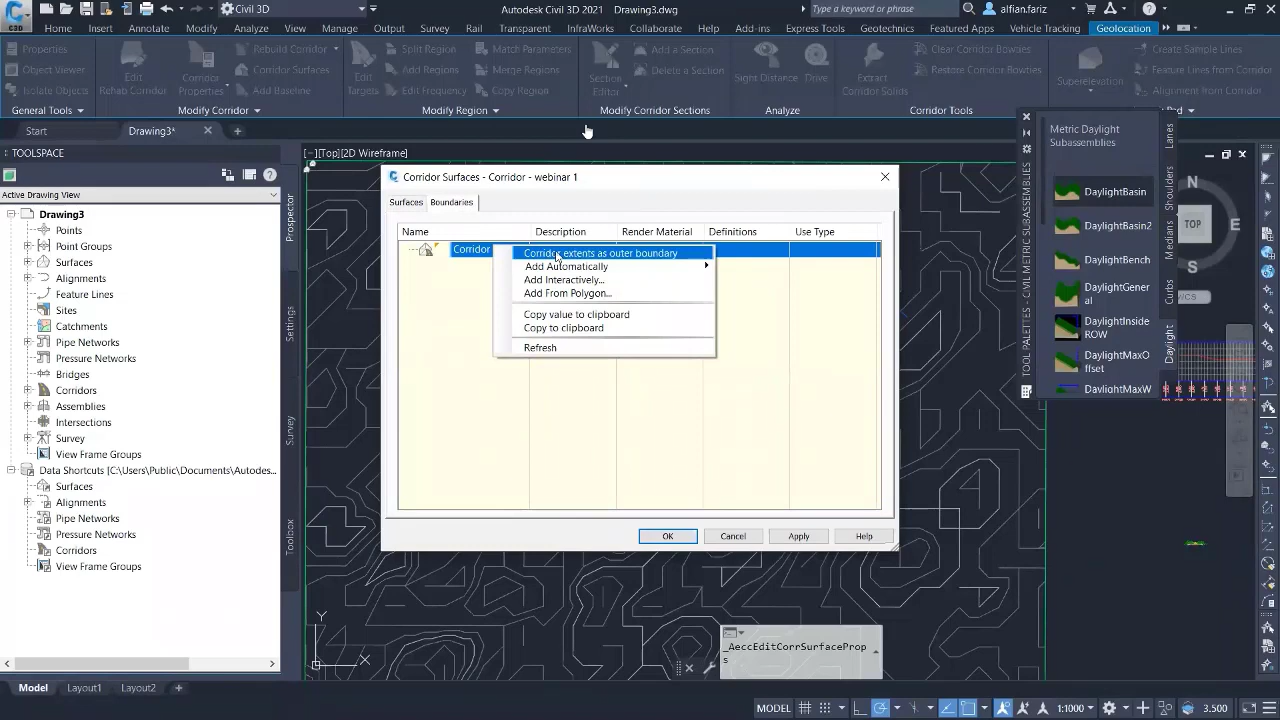 Civil 3D
Autodesk Civil 3D 2021 Drawing3.dwg
Type a keyword or phrase
alfian.fariz
C3D
Home Insert Annotate Modify Analyze View Manage Output Survey Rail Transparent InfraWorks Collaborate Help Add-ins Express Tools Geotechnics Featured Apps Vehicle Tracking Geolocation
Properties
Object Viewer
Isolate Objects
Edit
Rehab Corridor
Corridor
Properties
Rebuild Corridor
Corridor Surfaces
Add Baseline
Edit
Targets
Split Region
Add Regions
Edit Frequency
Match Parameters
Merge Regions
Copy Region
Section
Editor
Add a Section
Delete a Section
Sight Distance
Drive
Extract
Corridor Solids
Clear Corridor Bowties
Restore Corridor Bowties
Superelevation
Create Sample Lines
Feature Lines from Corridor
Alignment from Corridor
General Tools
Modify Corridor
Modify Region
Modify Corridor Sections
Analyze
Corridor Tools
Start
Drawing3*
TOOLSPACE
Active Drawing View
Drawing3
Points
Point Groups
Surfaces
Alignments
Feature Lines
Sites
Catchments
Pipe Networks
Pressure Networks
Bridges
Corridors
Assemblies
Intersections
Survey
View Frame Groups
Data Shortcuts [C:\Users\Public\Documents\Autodes...
Surfaces
Alignments
Pipe Networks
Pressure Networks
Corridors
View Frame Groups
Prospector
Settings
Survey
Toolbox
[−][Top][2D Wireframe]
Corridor Surfaces - Corridor - webinar 1
Surfaces
Boundaries
Name Description Render Material Definitions Use Type
Corridor
Corridor extents as outer boundary
Add Automatically
Add Interactively...
Add From Polygon...
Copy value to clipboard
Copy to clipboard
Refresh
OK
Cancel
Apply
Help
TOOL PALETTES - CIVIL METRIC SUBASSEMBLIES
Metric Daylight
Subassemblies
DaylightBasin
DaylightBasin2
DaylightBench
DaylightGener
al
DaylightInside
ROW
DaylightMaxO
ffset
DaylightMaxW
Lanes
Shoulders
Medians
Curbs
Daylight
N
TOP
E
S
WCS
Y
X
_AeccEditCorrSurfaceProp
s
Model
Layout1
Layout2
MODEL
1:1000
3.500